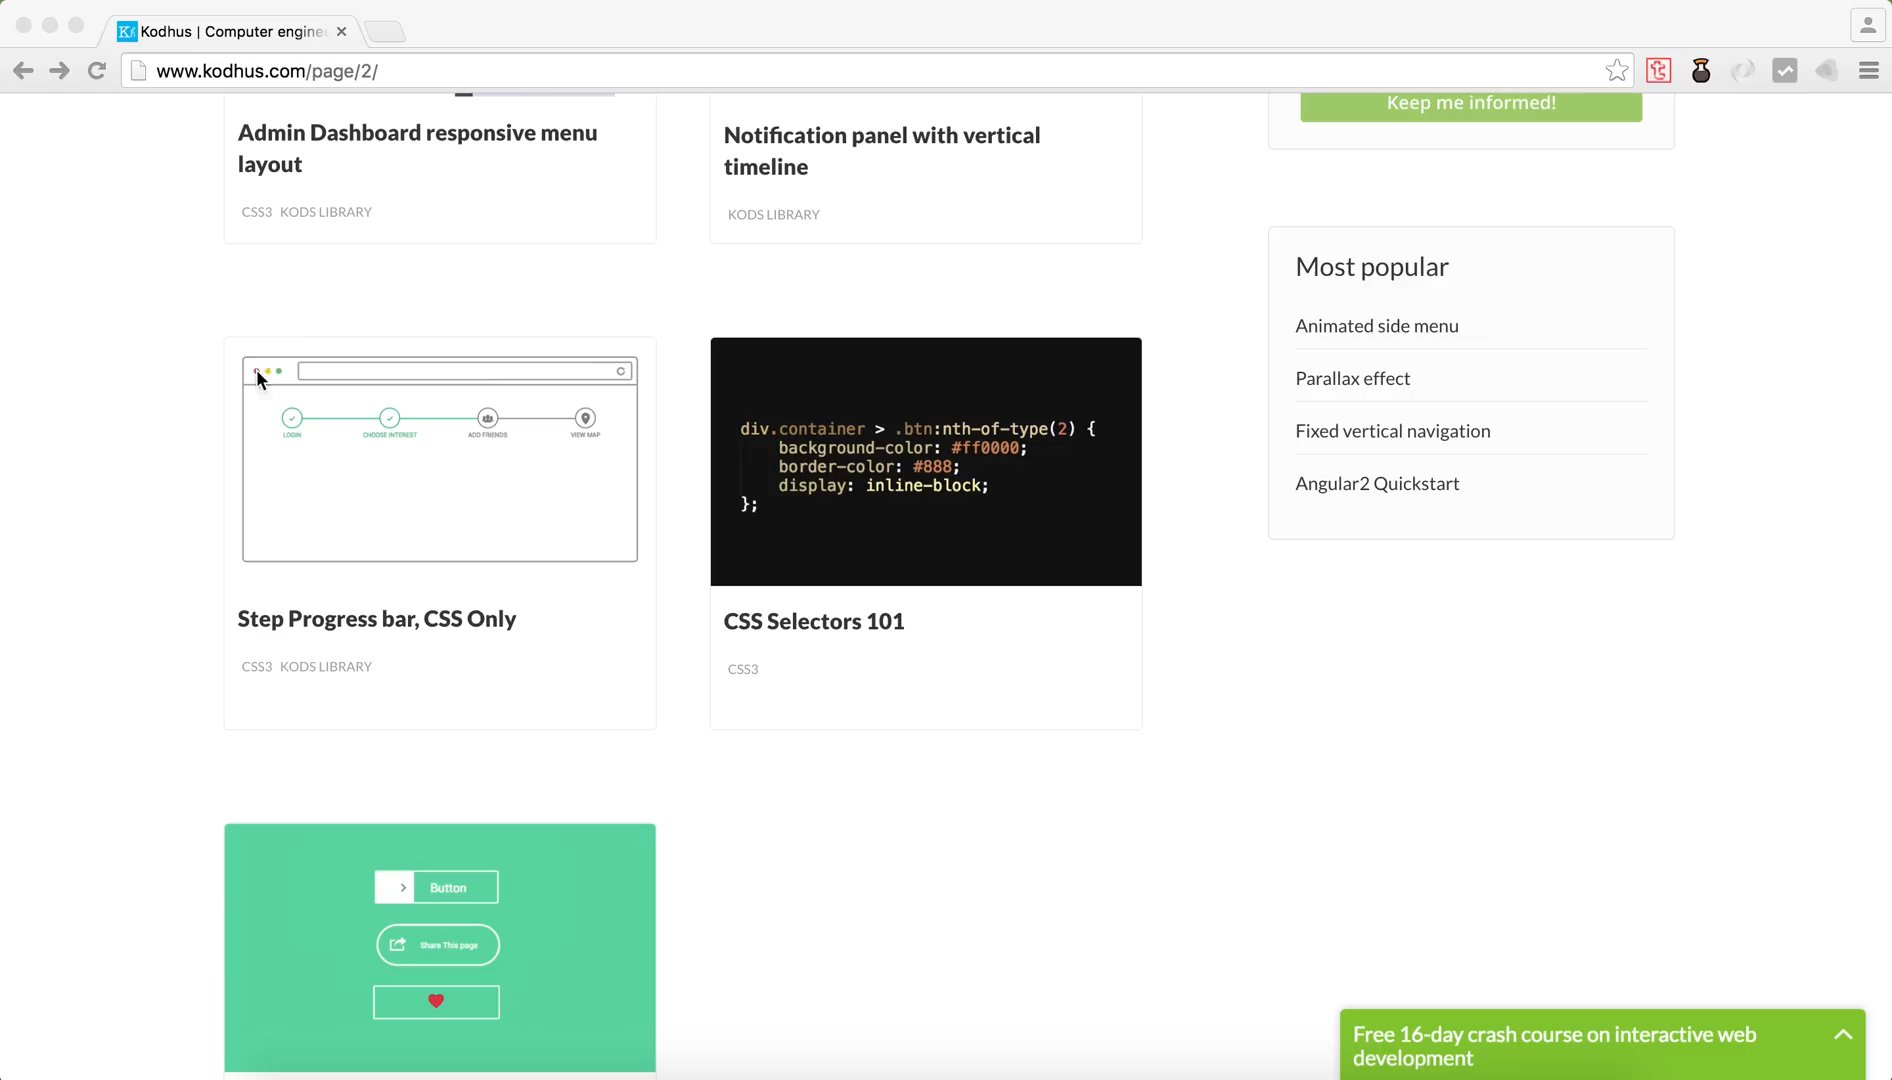 Kodhus | Computer engine
www.kodhus.com/page/2/
Keep me informed!
Admin Dashboard responsive menu
layout
CSS3 KODS LIBRARY
Notification panel with vertical
timeline
KODS LIBRARY
Most popular
Animated side menu
Parallax effect
Fixed vertical navigation
Angular2 Quickstart
LOGIN
CHOOSE INTEREST
ADD FRIENDS
VIEW MAP
Step Progress bar, CSS Only
CSS3 KODS LIBRARY
div.container > .btn:nth-of-type(2) {
background-color: #ff0000;
border-color: #888;
display: inline-block;
};
CSS Selectors 101
CSS3
Button
Share This page
Free 16-day crash course on interactive web
development